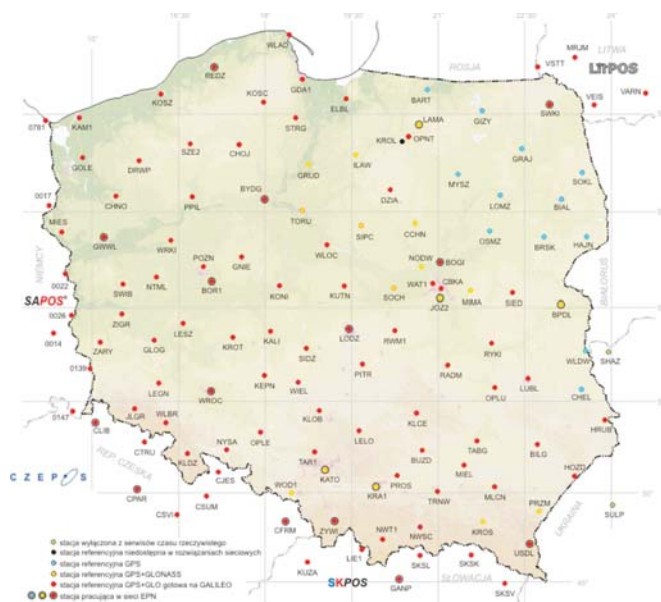 16°30'
18°
19°30'
21°
22°30'
WLAD
LITWA
MRJM
ROSJA
VSTT
LITPOS
REDZ
GDA1
KOSZ
KOSC
ELBL
BART
VEIS
VARN
LAMA
GIZY
SWKI
0781
KAM1
STRG
KROL
OPNT
SZE2
CHOJ
GRAJ
GOLE
DRWP
GRUD
ILAW
MYSZ
SOKL
0017
CHNO
PPIL
BYDG
DZIA
LOMZ
BIAL
MIES
TORU
SIPC
CCHN
GWWL
WRKI
WLOC
OSMZ
BRSK
HAJN
NIEMCY
POZN
GNIE
NODW
BOGI
BIAŁORUŚ
0022
NTML
BOR1
WAT1
CBKA
SAPOS
SWIB
KONI
KUTN
SOCH
JOZ2
MIMA
SIED
BPDL
0026
ZIGR
LESZ
LODZ
0014
ZARY
GLOG
KROT
KALI
SIDZ
RWM1
RYKI
WLDW
SHAZ
0139
PITR
RADM
LEGN
KEPN
WIEL
OPLU
LUBL
CHEL
WROC
0147
JLGR
WLBR
KLOB
KLCE
CLIB
HRUB
CTRU
NYSA
OPLE
LELO
TABG
BILG
REP. CZESKA
KLDZ
TAR1
BUZD
CZEPOS
CJES
KATO
MIEL
HOZD
CPAR
CSUM
WOD1
KRA1
PROS
TRNW
MLCN
PRZM
UKRAINA
CSVI
CFRM
ZYWI
NWT1
NWSC
KROS
USDL
SULP
LIE1
SKSL
SKSK
KUZA
SKPOS
GANP
SŁOWACJA
SKSV
stacja wyłączona z serwisów czasu rzeczywistego
stacja referencyjna niedostępna w rozwiązaniach sieciowych
stacja referencyjna GPS
stacja referencyjna GPS+GLONASS
stacja referencyjna GPS+GLO gotowa na GALILEO
stacja pracująca w sieci EPN